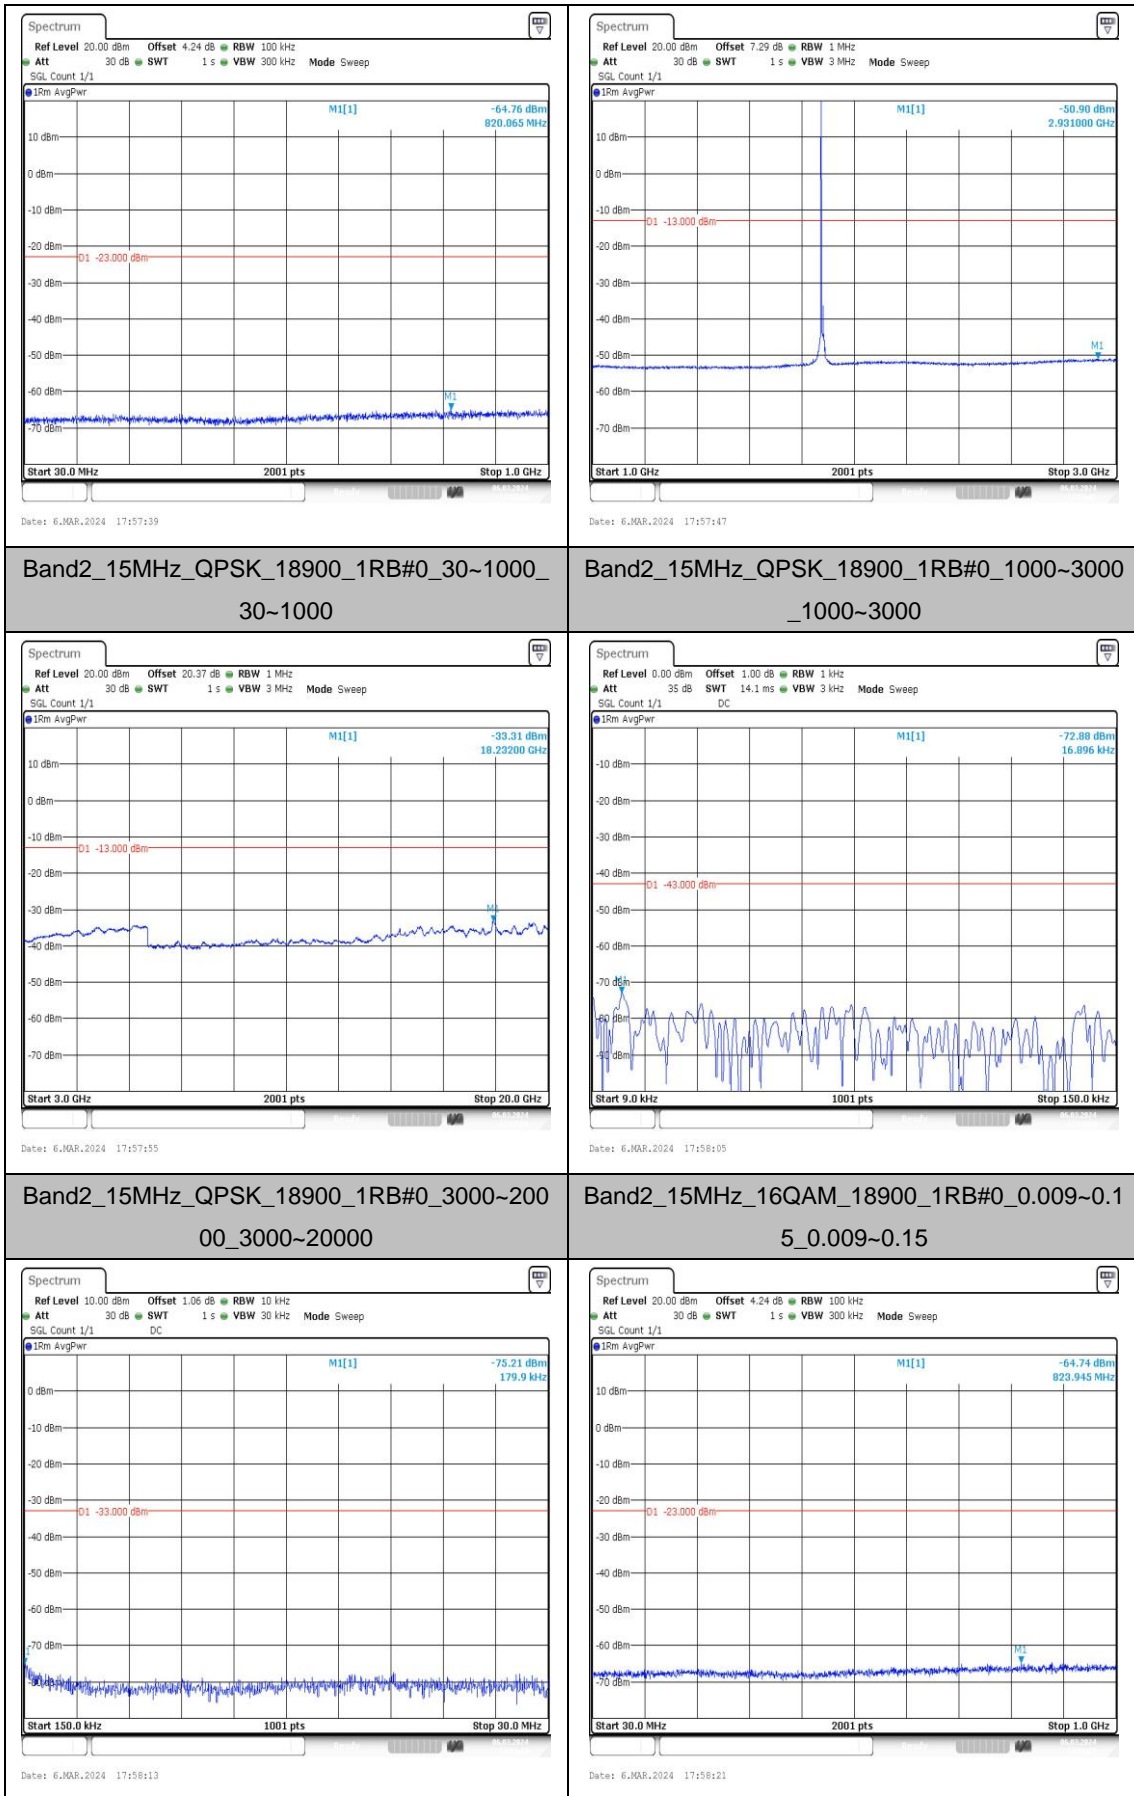 Spectrum
Ref Level 20.00 dBm Offset 4.24 dB RBW 100 kHz
Att 30 dB SWT 1 s VBW 300 kHz Mode Sweep
SGL Count 1/1
1Rm AvgPwr
M1[1] -64.76 dBm
820.065 MHz
10 dBm
0 dBm
-10 dBm
-20 dBm
D1 -23.000 dBm
-30 dBm
-40 dBm
-50 dBm
-60 dBm
M1
-70 dBm
Start 30.0 MHz 2001 pts Stop 1.0 GHz
Date: 6.MAR.2024 17:57:39
Spectrum
Ref Level 20.00 dBm Offset 7.29 dB RBW 1 MHz
Att 30 dB SWT 1 s VBW 3 MHz Mode Sweep
SGL Count 1/1
1Rm AvgPwr
M1[1] -50.90 dBm
2.931000 GHz
10 dBm
0 dBm
-10 dBm
D1 -13.000 dBm
-20 dBm
-30 dBm
-40 dBm
M1
-50 dBm
-60 dBm
-70 dBm
Start 1.0 GHz 2001 pts Stop 3.0 GHz
Date: 6.MAR.2024 17:57:47
Band2_15MHz_QPSK_18900_1RB#0_30~1000_
30~1000
Band2_15MHz_QPSK_18900_1RB#0_1000~3000
_1000~3000
Spectrum
Ref Level 20.00 dBm Offset 20.37 dB RBW 1 MHz
Att 30 dB SWT 1 s VBW 3 MHz Mode Sweep
SGL Count 1/1
1Rm AvgPwr
M1[1] -33.31 dBm
18.23200 GHz
10 dBm
0 dBm
-10 dBm
D1 -13.000 dBm
-20 dBm
-30 dBm
M1
-40 dBm
-50 dBm
-60 dBm
-70 dBm
Start 3.0 GHz 2001 pts Stop 20.0 GHz
Date: 6.MAR.2024 17:57:55
Spectrum
Ref Level 0.00 dBm Offset 1.00 dB RBW 1 kHz
Att 35 dB SWT 14.1 ms VBW 3 kHz Mode Sweep
SGL Count 1/1 DC
1Rm AvgPwr
M1[1] -72.88 dBm
16.896 kHz
-10 dBm
-20 dBm
-30 dBm
-40 dBm
D1 -43.000 dBm
-50 dBm
-60 dBm
-70 dBm
M1
-80 dBm
-90 dBm
Start 9.0 kHz 1001 pts Stop 150.0 kHz
Date: 6.MAR.2024 17:58:05
Band2_15MHz_QPSK_18900_1RB#0_3000~200
00_3000~20000
Band2_15MHz_16QAM_18900_1RB#0_0.009~0.1
5_0.009~0.15
Spectrum
Ref Level 10.00 dBm Offset 1.06 dB RBW 10 kHz
Att 30 dB SWT 1 s VBW 30 kHz Mode Sweep
SGL Count 1/1 DC
1Rm AvgPwr
M1[1] -75.21 dBm
179.9 kHz
0 dBm
-10 dBm
-20 dBm
-30 dBm
D1 -33.000 dBm
-40 dBm
-50 dBm
-60 dBm
-70 dBm
-80 dBm
Start 150.0 kHz 1001 pts Stop 30.0 MHz
Date: 6.MAR.2024 17:58:13
Spectrum
Ref Level 20.00 dBm Offset 4.24 dB RBW 100 kHz
Att 30 dB SWT 1 s VBW 300 kHz Mode Sweep
SGL Count 1/1
1Rm AvgPwr
M1[1] -64.74 dBm
823.945 MHz
10 dBm
0 dBm
-10 dBm
-20 dBm
D1 -23.000 dBm
-30 dBm
-40 dBm
-50 dBm
-60 dBm
M1
-70 dBm
Start 30.0 MHz 2001 pts Stop 1.0 GHz
Date: 6.MAR.2024 17:58:21